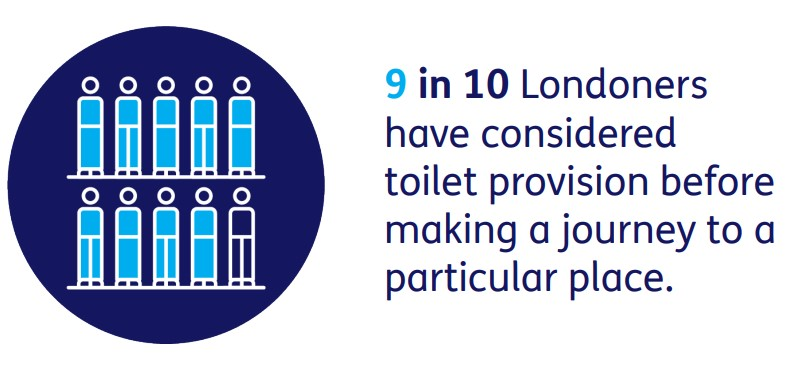 9 in 10 Londoners
have considered
toilet provision before
making a journey to a
particular place.